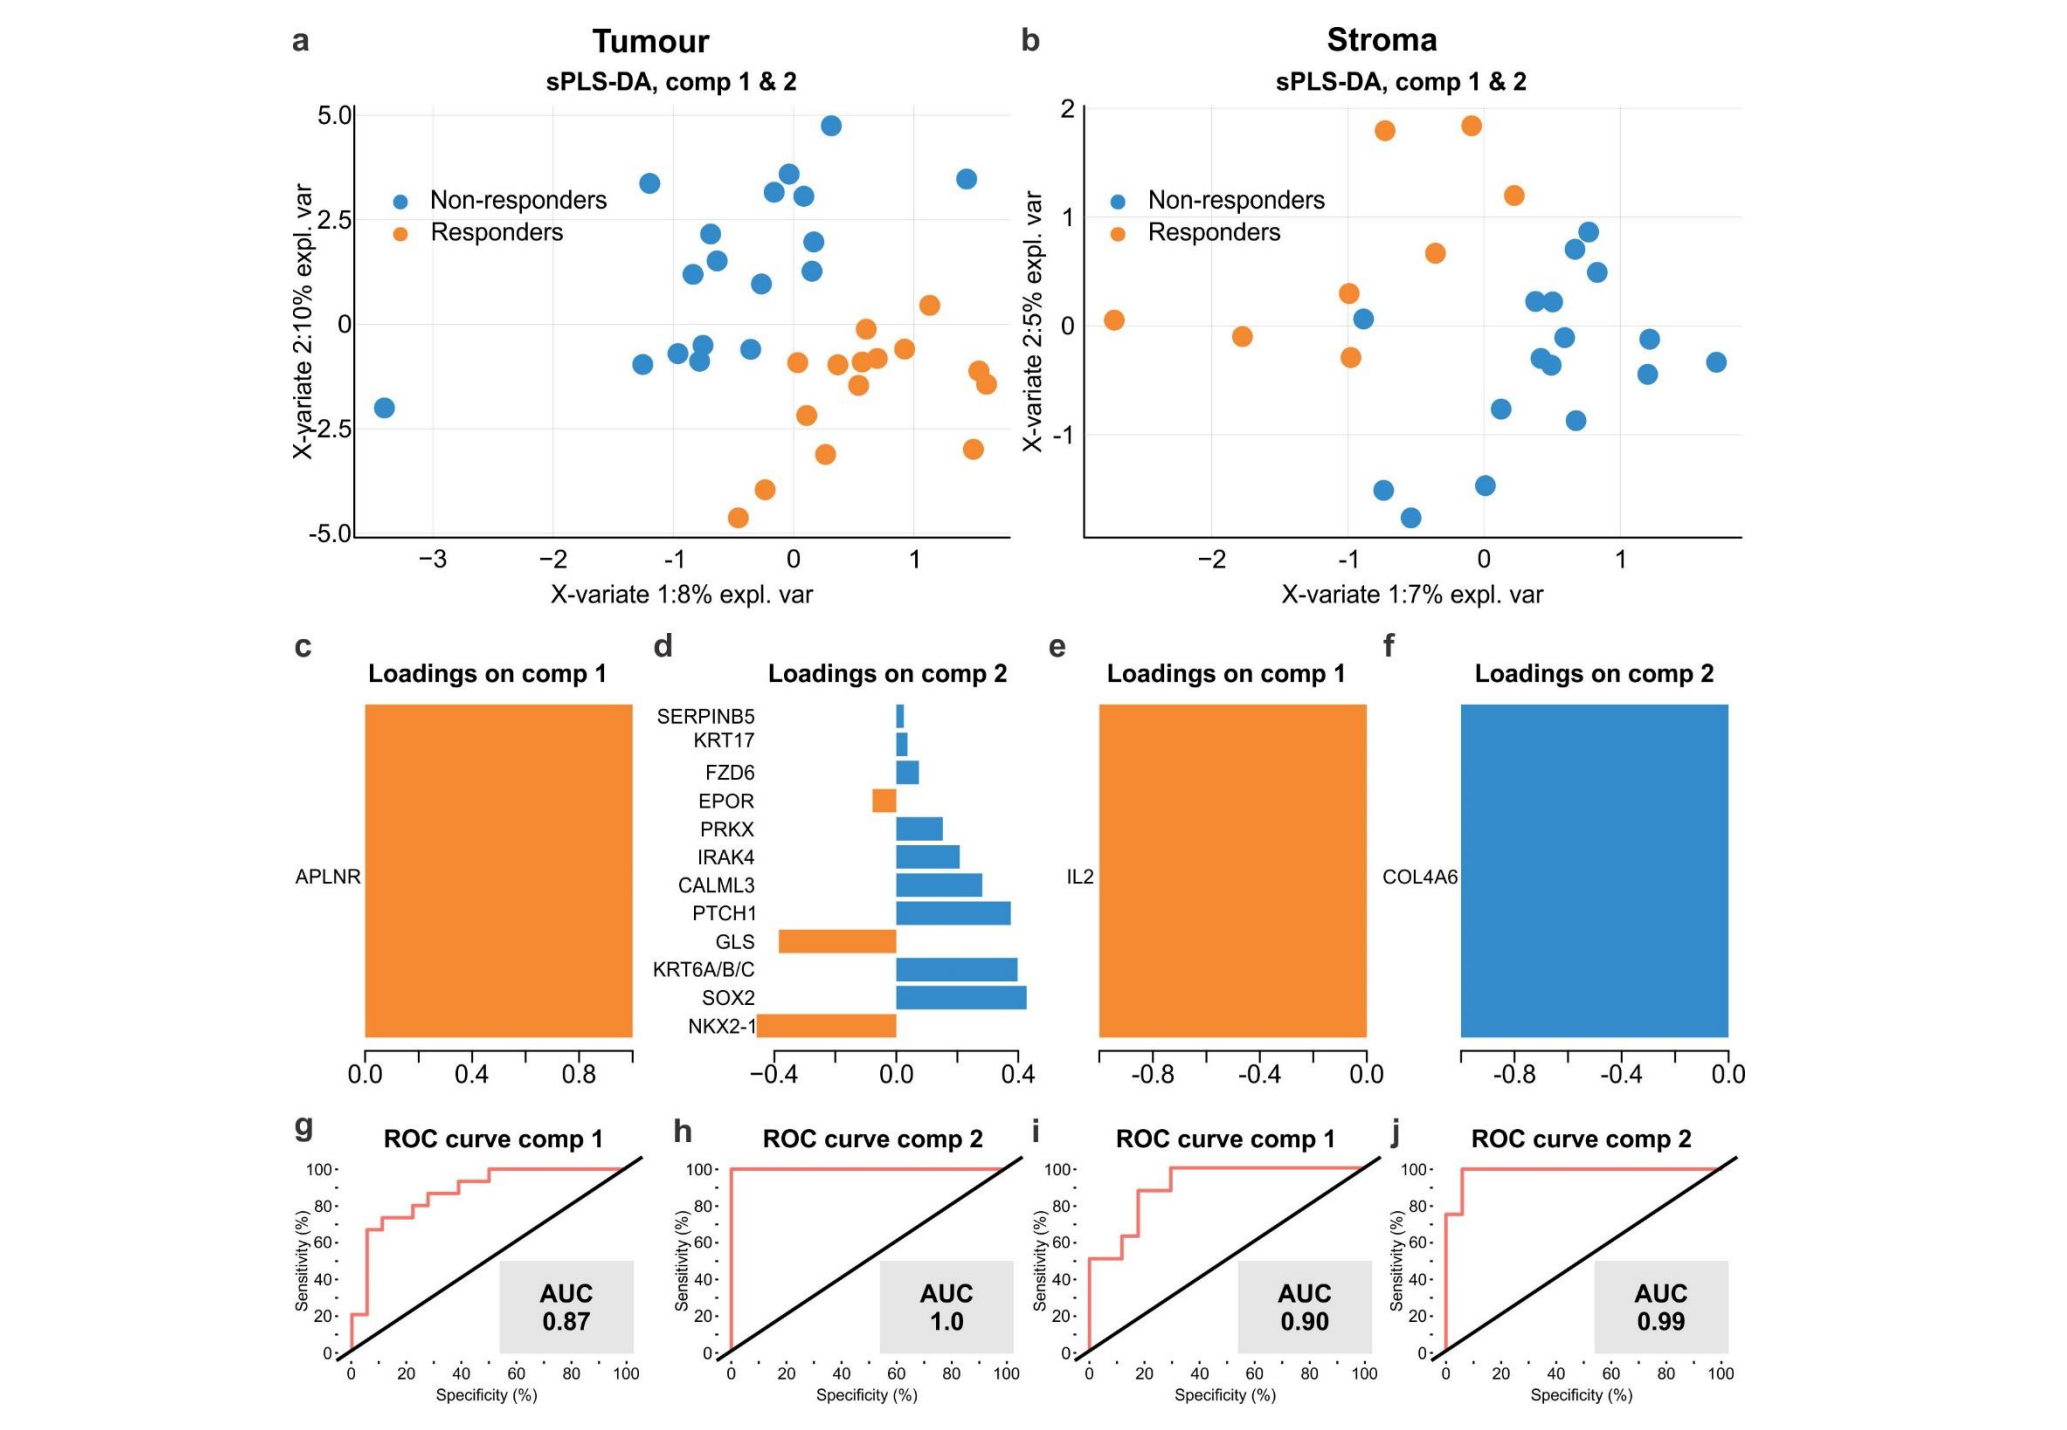 a
Tumour
sPLS-DA, comp 1 & 2
5.0
2.5
0
-2.5
-5.0
X-variate 2:10% expl. var
Non-responders
Responders
−3
−2
-1
0
1
X-variate 1:8% expl. var
b
Stroma
sPLS-DA, comp 1 & 2
2
1
0
-1
X-variate 2:5% expl. var
Non-responders
Responders
−2
-1
0
1
X-variate 1:7% expl. var
c
Loadings on comp 1
APLNR
0.0
0.4
0.8
d
Loadings on comp 2
SERPINB5
KRT17
FZD6
EPOR
PRKX
IRAK4
CALML3
PTCH1
GLS
KRT6A/B/C
SOX2
NKX2-1
−0.4
0.0
0.4
e
Loadings on comp 1
IL2
-0.8
-0.4
0.0
f
Loadings on comp 2
COL4A6
-0.8
-0.4
0.0
g
ROC curve comp 1
100
80
60
40
20
0
Sensitivity (%)
AUC
0.87
0 20 40 60 80 100
Specificity (%)
h
ROC curve comp 2
100
80
60
40
20
0
Sensitivity (%)
AUC
1.0
0 20 40 60 80 100
Specificity (%)
i
ROC curve comp 1
100
80
60
40
20
0
Sensitivity (%)
AUC
0.90
0 20 40 60 80 100
Specificity (%)
j
ROC curve comp 2
100
80
60
40
20
0
Sensitivity (%)
AUC
0.99
0 20 40 60 80 100
Specificity (%)